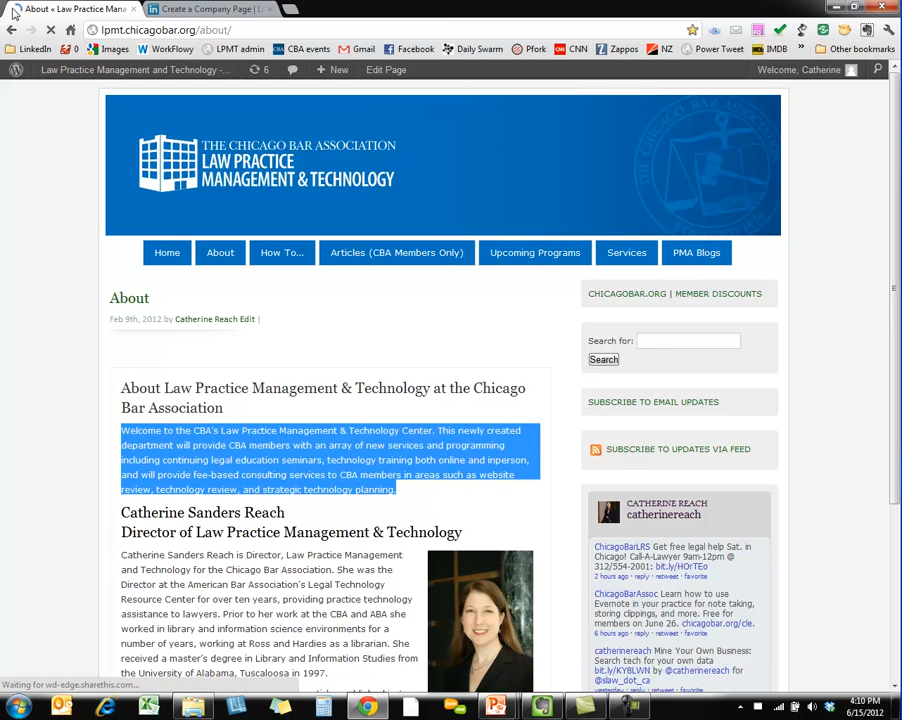 About « Law Practice Mana
Create a Company Page | L
lpmt.chicagobar.org/about/
LinkedIn
0
Images
WorkFlowy
LPMT admin
CBA events
Gmail
Facebook
Daily Swarm
Pfork
CNN
Zappos
NZ
Power Tweet
IMDB
Other bookmarks
Law Practice Management and Technology -...
6
+ New
Edit Page
Welcome, Catherine
THE CHICAGO BAR ASSOCIATION
LAW PRACTICE
MANAGEMENT & TECHNOLOGY
Home
About
How To...
Articles (CBA Members Only)
Upcoming Programs
Services
PMA Blogs
About
Feb 9th, 2012 by Catherine Reach Edit |
About Law Practice Management & Technology at the Chicago
Bar Association
Welcome to the CBA's Law Practice Management & Technology Center. This newly created
department will provide CBA members with an array of new services and programming
including continuing legal education seminars, technology training both online and inperson,
and will provide fee-based consulting services to CBA members in areas such as website
review, technology review, and strategic technology planning.
Catherine Sanders Reach
Director of Law Practice Management & Technology
Catherine Sanders Reach is Director, Law Practice Management
and Technology for the Chicago Bar Association. She was the
Director at the American Bar Association's Legal Technology
Resource Center for over ten years, providing practice technology
assistance to lawyers. Prior to her work at the CBA and ABA she
worked in library and information science environments for a
number of years, working at Ross and Hardies as a librarian. She
received a master's degree in Library and Information Studies from
the University of Alabama, Tuscaloosa in 1997.
CHICAGOBAR.ORG | MEMBER DISCOUNTS
Search for:
Search
SUBSCRIBE TO EMAIL UPDATES
SUBSCRIBE TO UPDATES VIA FEED
CATHERINE REACH
catherinereach
ChicagoBarLRS Get free legal help Sat. in
Chicago! Call-A-Lawyer 9am-12pm @
312/554-2001: bit.ly/HOrTEo
2 hours ago · reply · retweet · favorite
ChicagoBarAssoc Learn how to use
Evernote in your practice for note taking,
storing clippings, and more. Free for
members on June 26. chicagobar.org/cle.
6 hours ago · reply · retweet · favorite
catherinereach Mine Your Own Business:
Search tech for your own data
bit.ly/KY8LWN by @catherinereach for
@slaw_dot_ca
yesterday · reply · retweet · favorite
Waiting for wd-edge.sharethis.com...
4:10 PM
6/15/2012